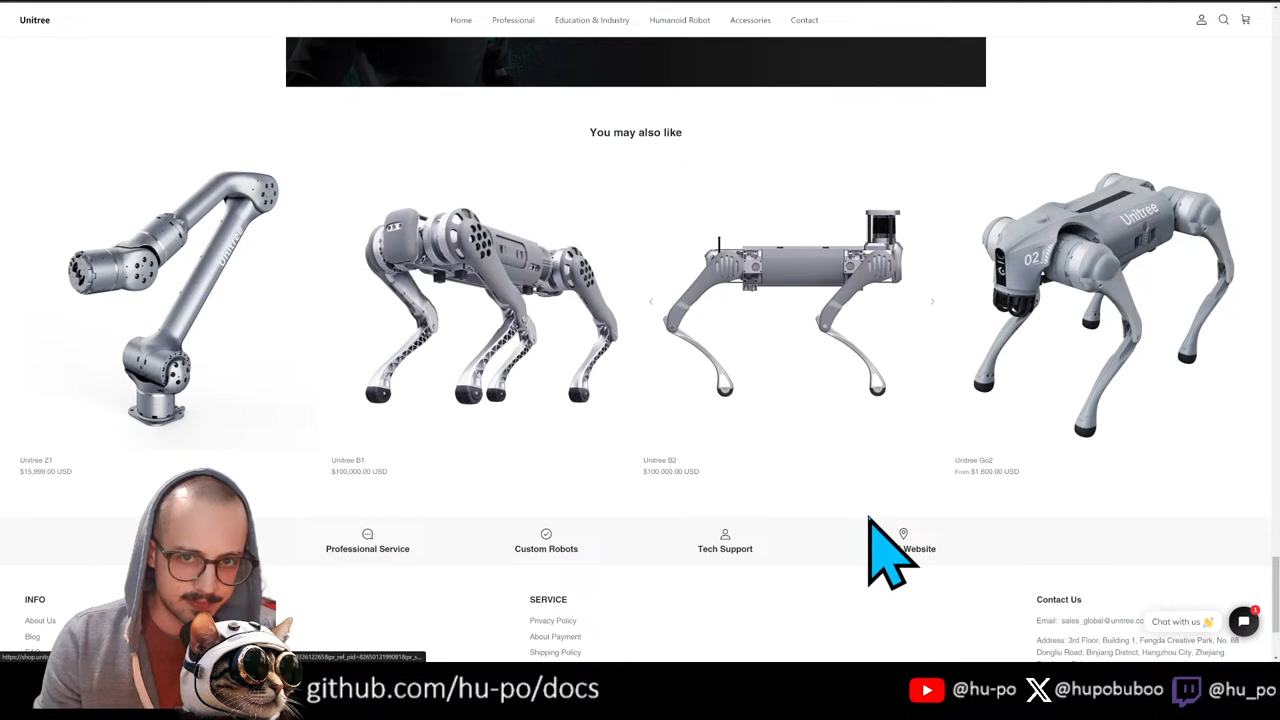 Unitree
Home Professional Education & Industry Humanoid Robot Accessories Contact
You may also like
Unitree
Unitree
02
Unitree Z1
$15,999.00 USD
Unitree B1
$100,000.00 USD
Unitree B2
$100,000.00 USD
Unitree Go2
From $1,600.00 USD
Professional Service
Custom Robots
Tech Support
Website
INFO
About Us
Blog
SERVICE
Privacy Policy
About Payment
Shipping Policy
Contact Us
Email: sales_global@unitree.cc
Address: 3rd Floor, Building 1, Fengda Creative Park, No. 88
Dongliu Road, Binjiang District, Hangzhou City, Zhejiang
Chat with us 👋
1
github.com/hu-po/docs
@hu-po
@hupobuboo
@hu_po